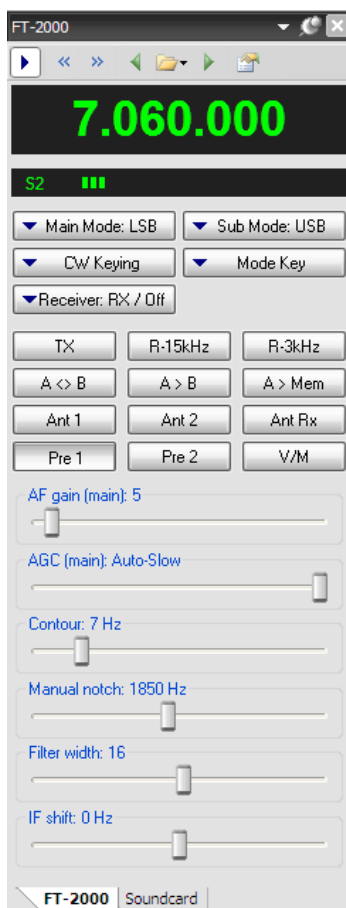 FT-2000
7.060.000
S2
Main Mode: LSB Sub Mode: USB
CW Keying Mode Key
Receiver: RX / Off
TX R-15kHz R-3kHz
A <> B A > B A > Mem
Ant 1 Ant 2 Ant Rx
Pre 1 Pre 2 V/M
AF gain (main): 5
AGC (main): Auto-Slow
Contour: 7 Hz
Manual notch: 1850 Hz
Filter width: 16
IF shift: 0 Hz
FT-2000 Soundcard